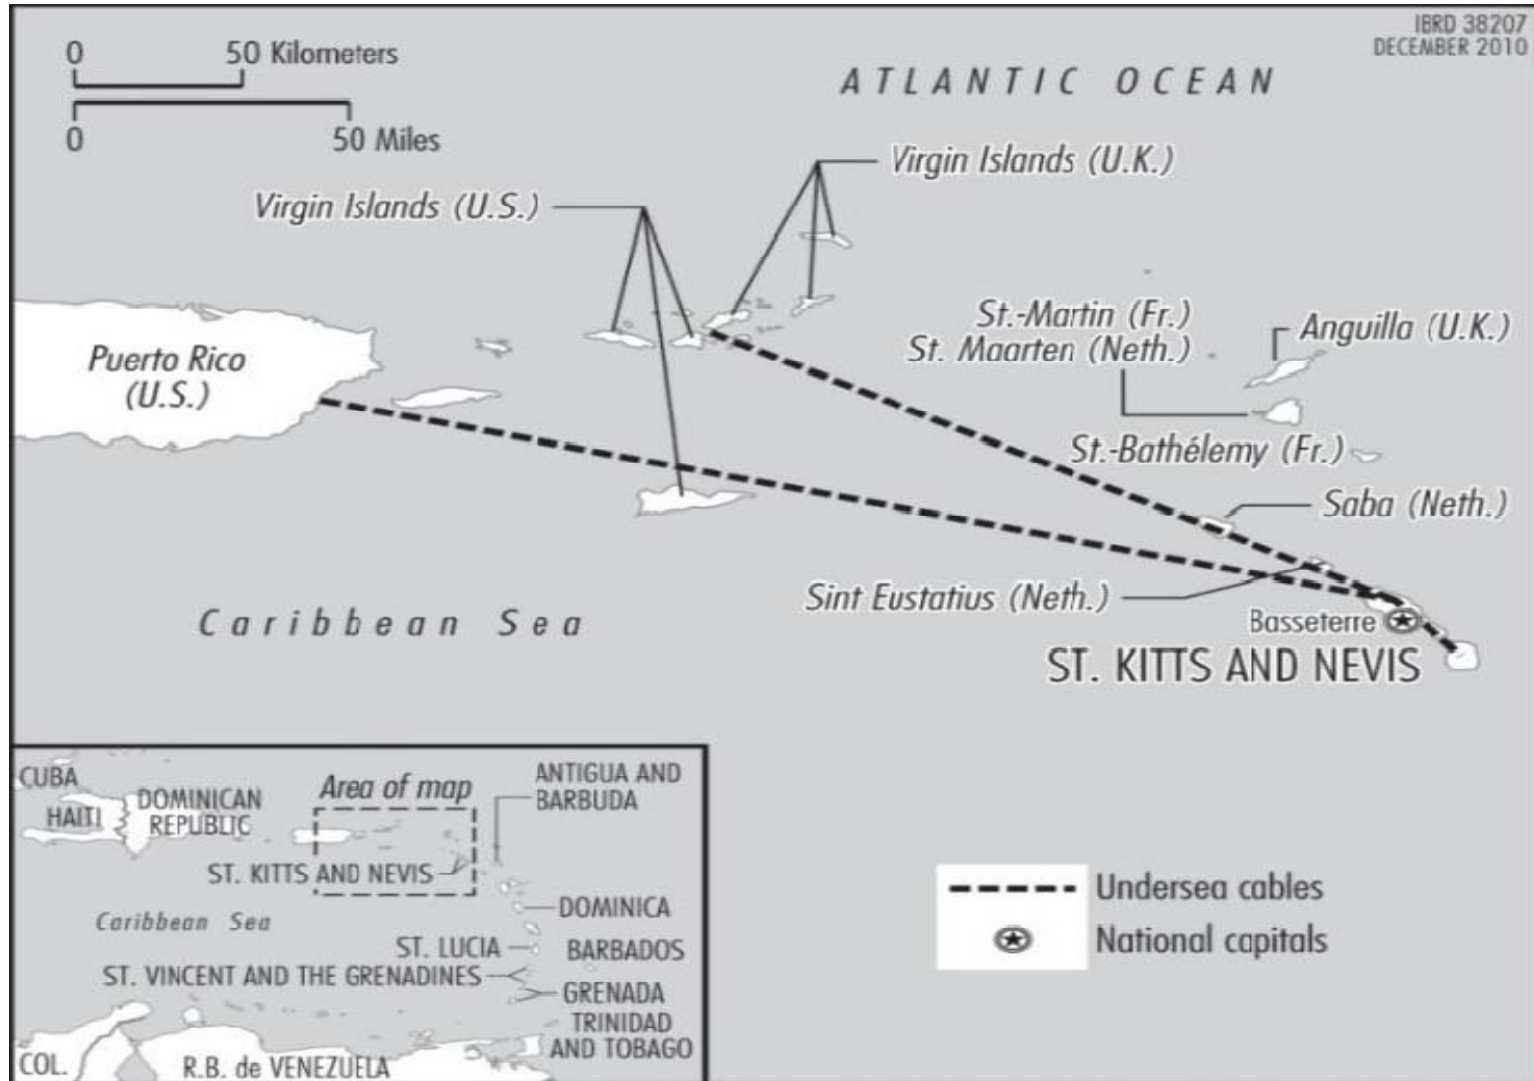 IBRD 38207
DECEMBER 2010
0 50 Kilometers
0 50 Miles
ATLANTIC OCEAN
Virgin Islands (U.K.)
Virgin Islands (U.S.)
St.-Martin (Fr.)
St. Maarten (Neth.)
Anguilla (U.K.)
Puerto Rico
(U.S.)
St.-Bathélemy (Fr.)
Saba (Neth.)
Sint Eustatius (Neth.)
Caribbean Sea
Basseterre
ST. KITTS AND NEVIS
CUBA
HAITI
DOMINICAN
REPUBLIC
Area of map
ANTIGUA AND
BARBUDA
ST. KITTS AND NEVIS
Caribbean Sea
DOMINICA
ST. LUCIA
BARBADOS
ST. VINCENT AND THE GRENADINES
GRENADA
TRINIDAD
AND TOBAGO
COL.
R.B. de VENEZUELA
Undersea cables
National capitals